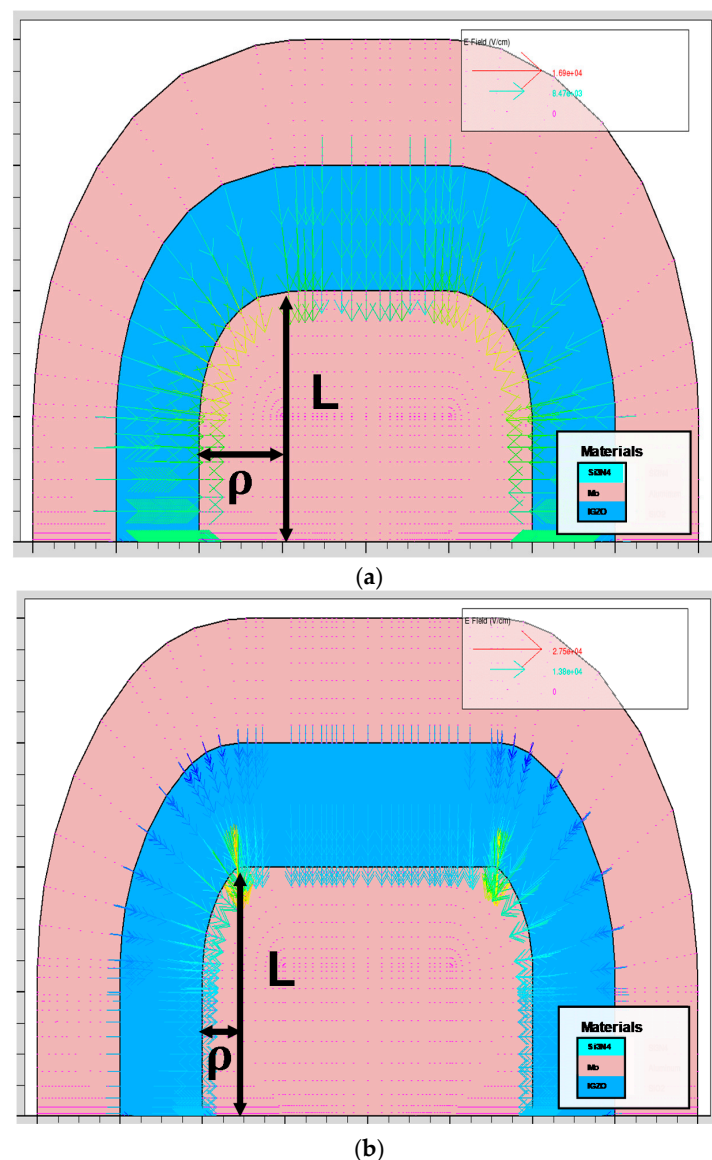 E Field (V/cm)
1.69e+04
8.47e+03
0
L
ρ
Materials
Si3N4
Mo
IGZO
(a)
E Field (V/cm)
2.75e+04
1.38e+04
0
L
ρ
Materials
Si3N4
Mo
IGZO
(b)